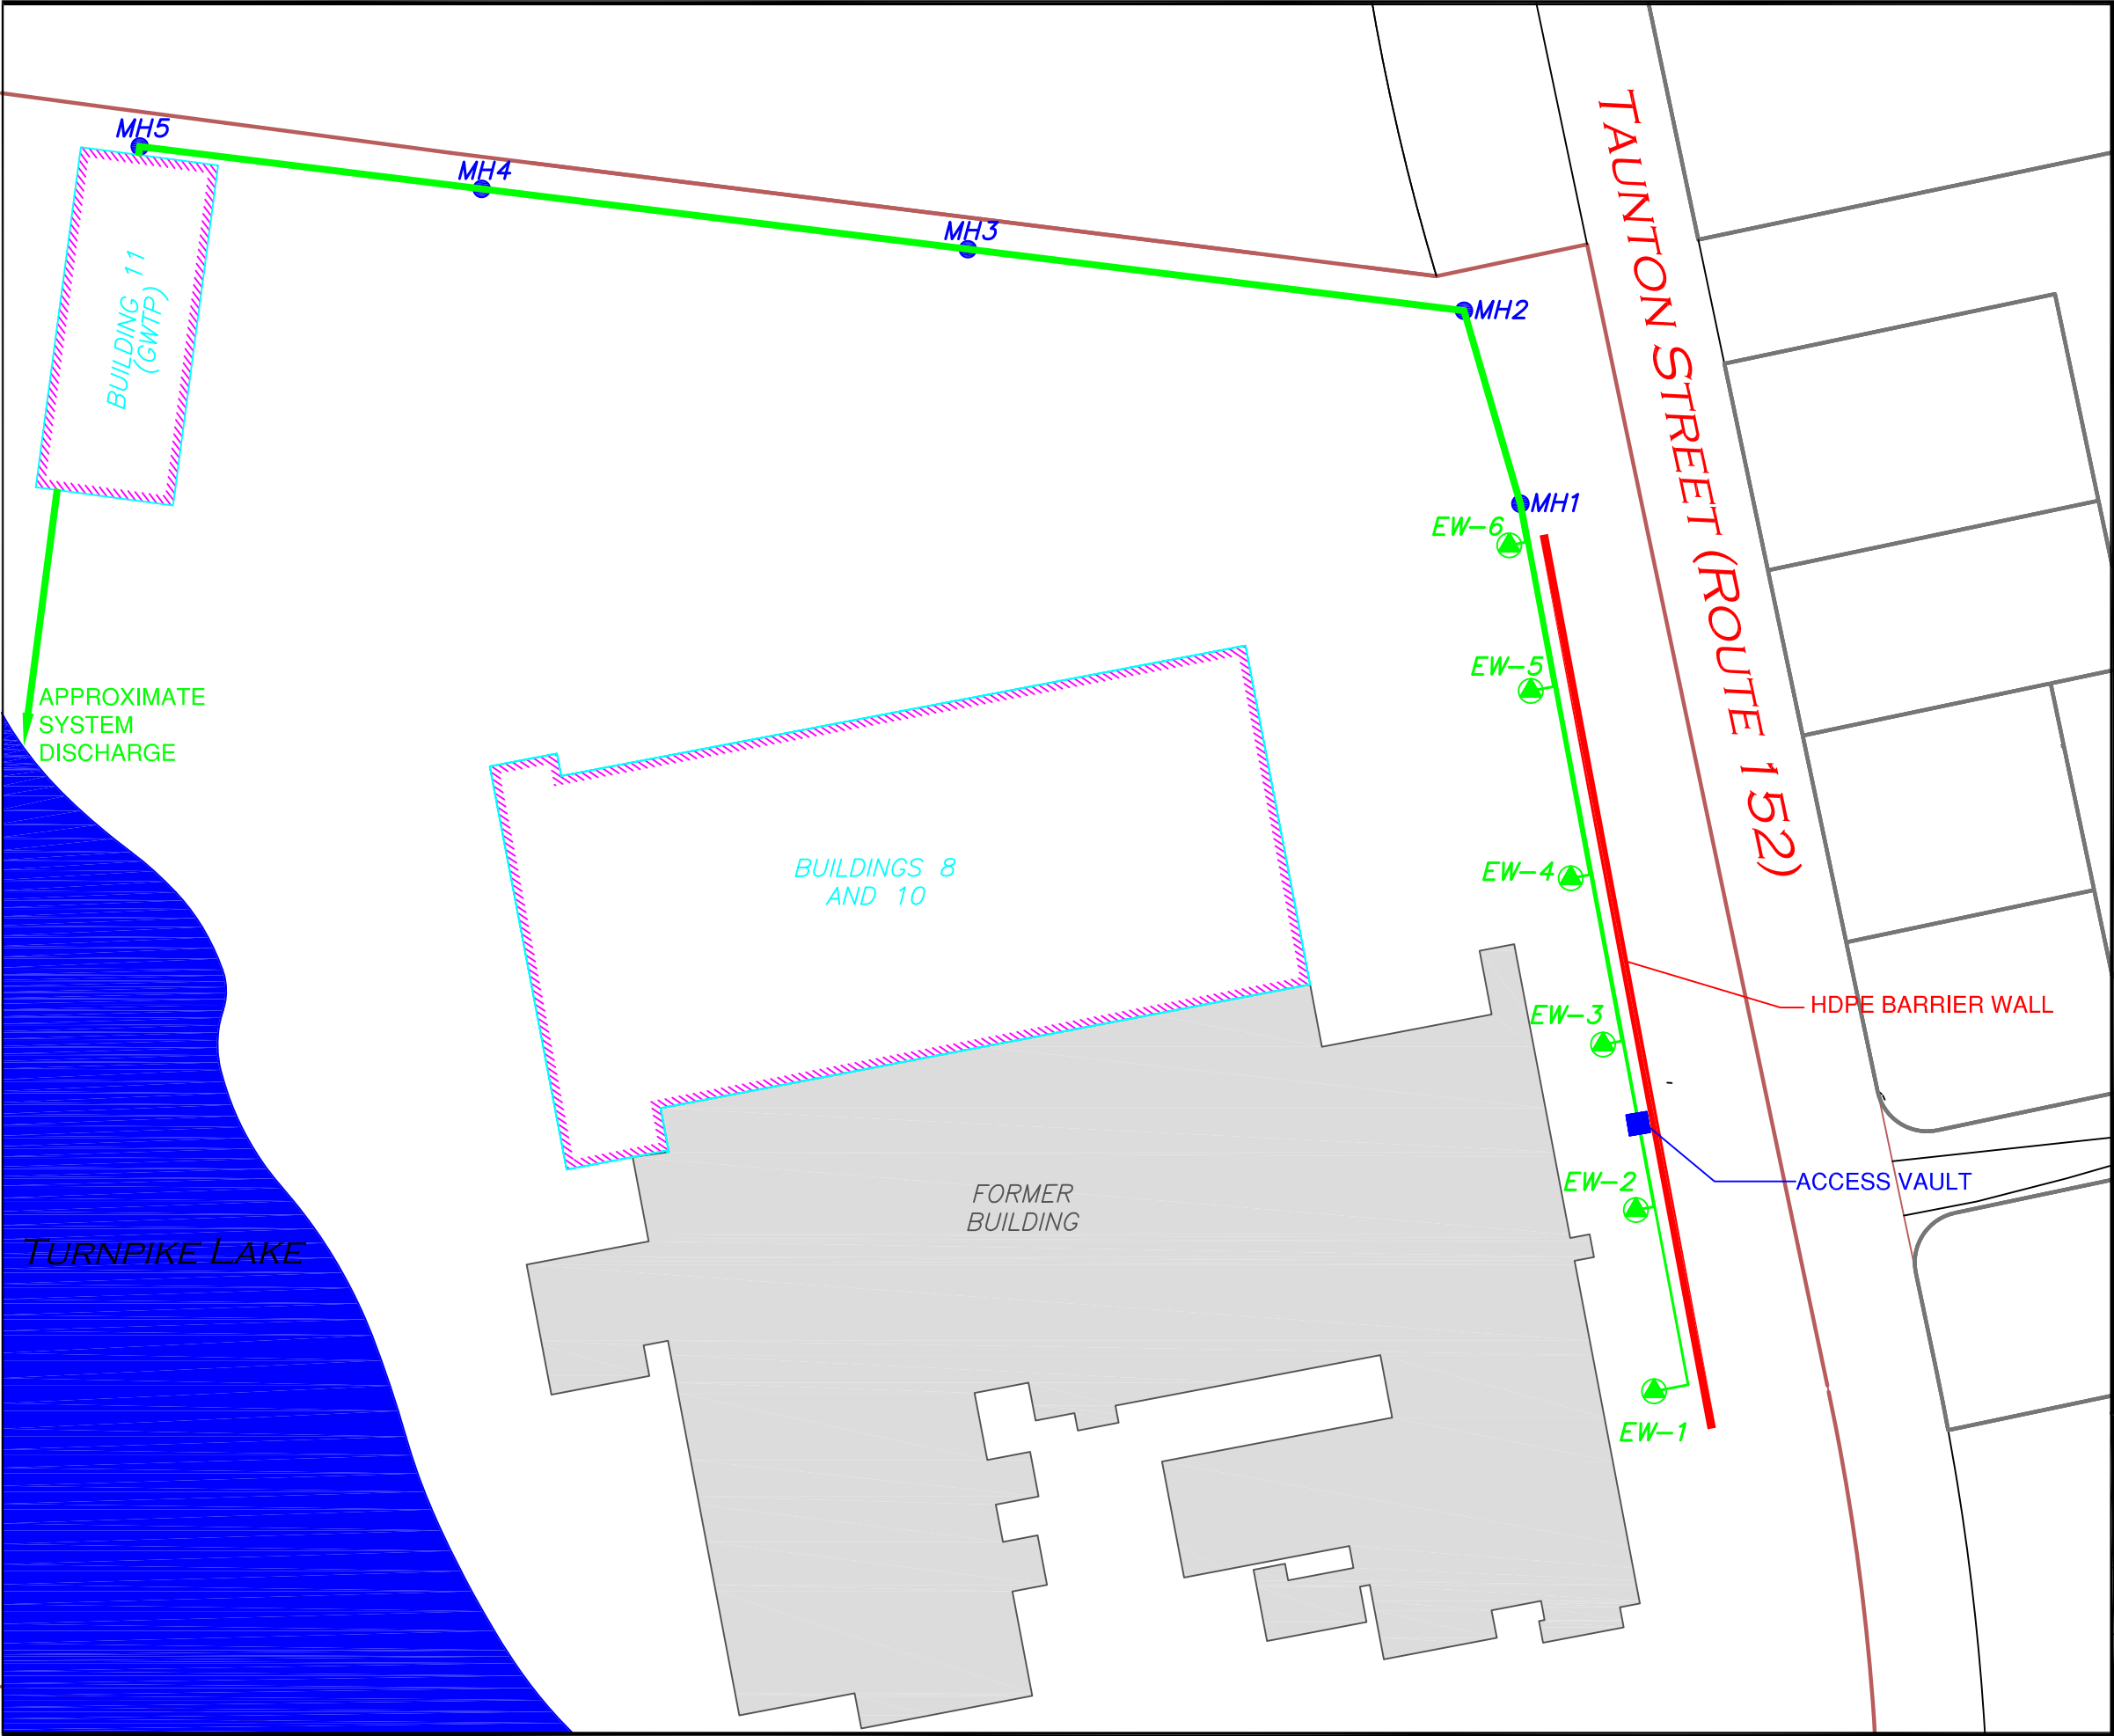 MH5
MH4
MH3
MH2
MH1
TAUNTON STREET (ROUTE 152)
BUILDING 11
(GWTP)
EW-6
EW-5
APPROXIMATE
SYSTEM
DISCHARGE
BUILDINGS 8
AND 10
EW-4
EW-3
HDPE BARRIER WALL
EW-2
ACCESS VAULT
FORMER
BUILDING
TURNPIKE LAKE
EW-1